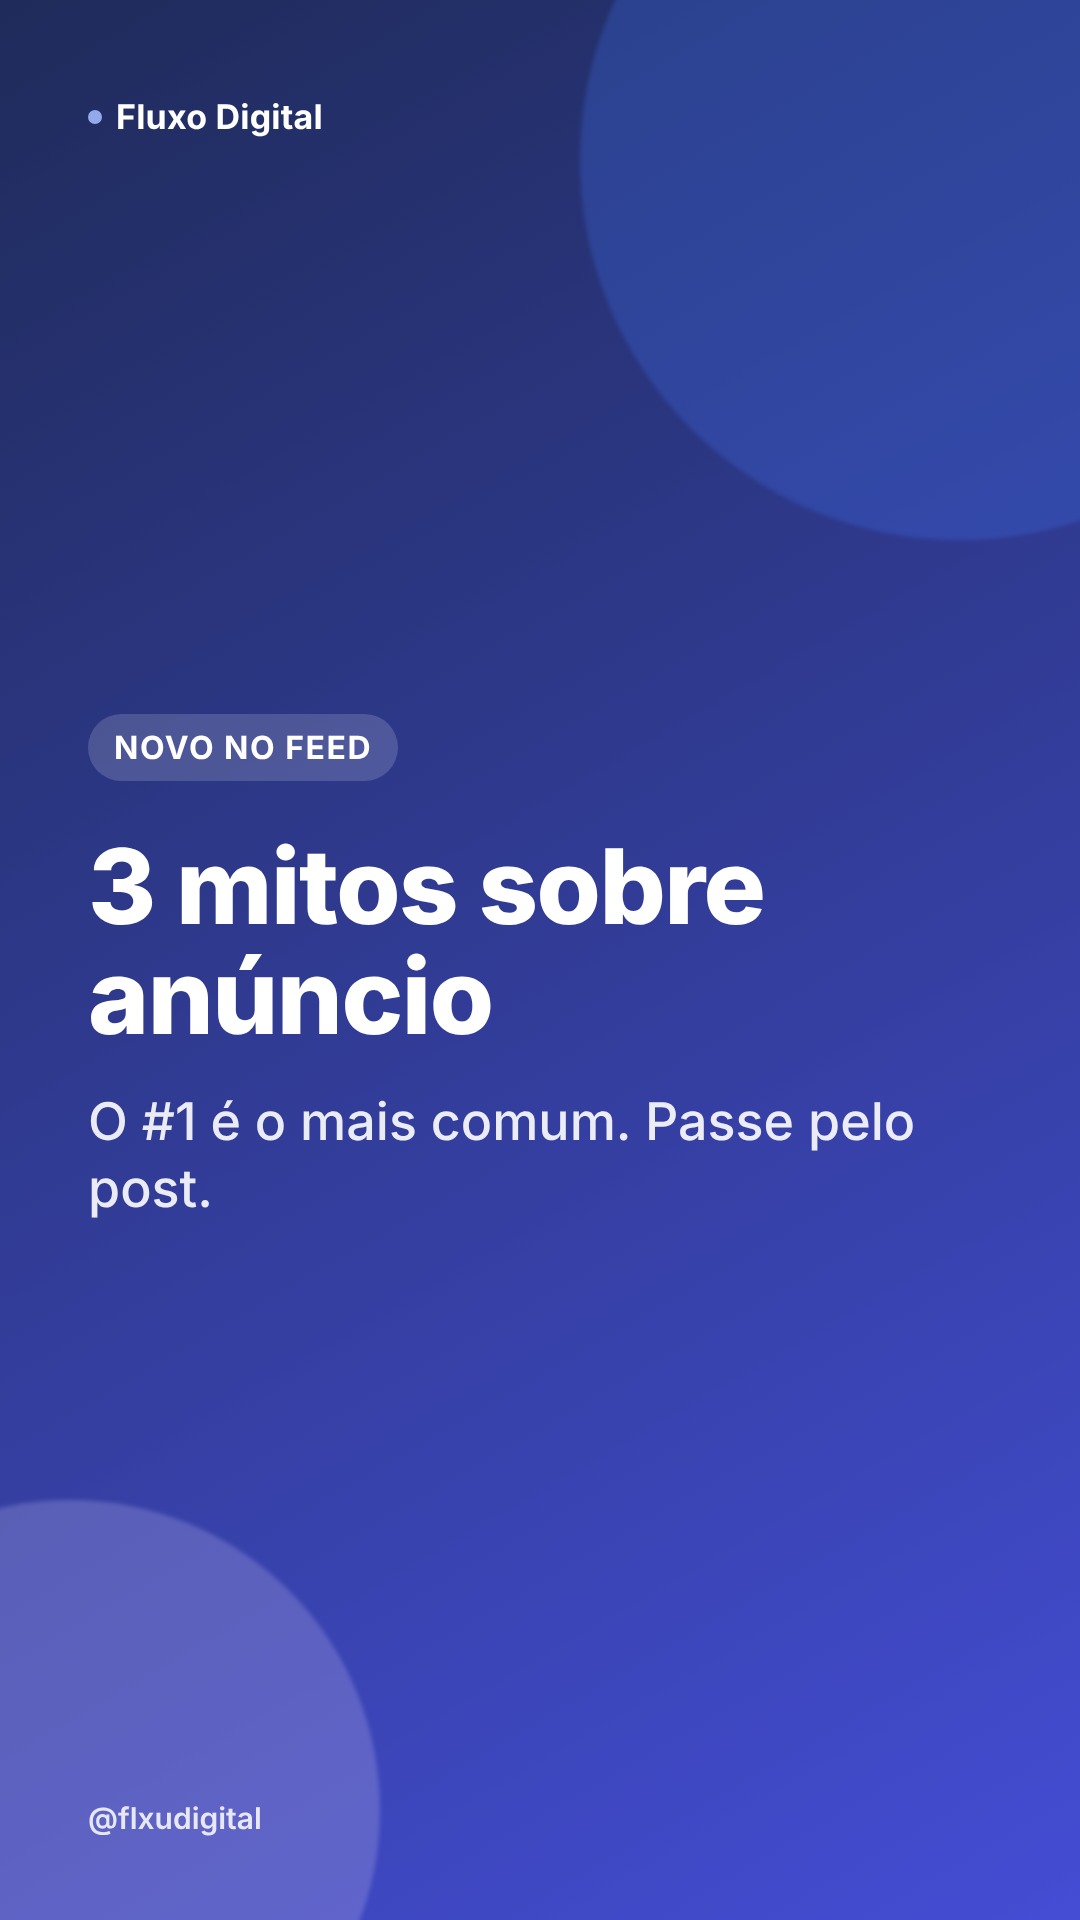 Fluxo Digital
NOVO NO FEED
3 mitos sobre
anúncio
O #1 é o mais comum. Passe pelo
post.
@flxudigital